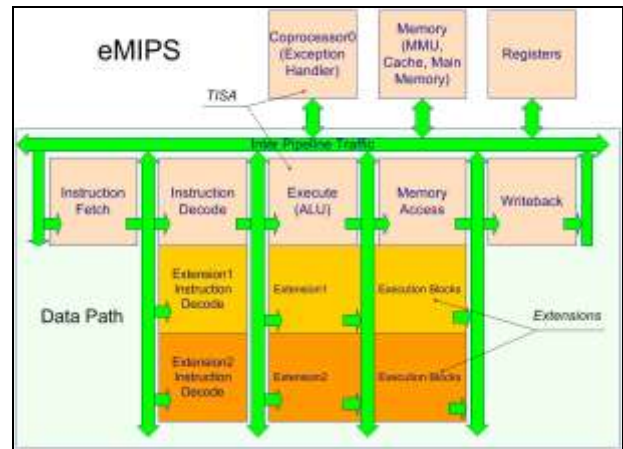 eMIPS
Coprocessor0
(Exception
Handler)
Memory
(MMU,
Cache, Main
Memory)
Registers
TISA
Inter Pipeline Traffic
Instruction
Fetch
Instruction
Decode
Execute
(ALU)
Memory
Access
Writeback
Data Path
Extension1
Instruction
Decode
Extension1
Execution Blocks
Extensions
Extension2
Instruction
Decode
Extension2
Execution Blocks